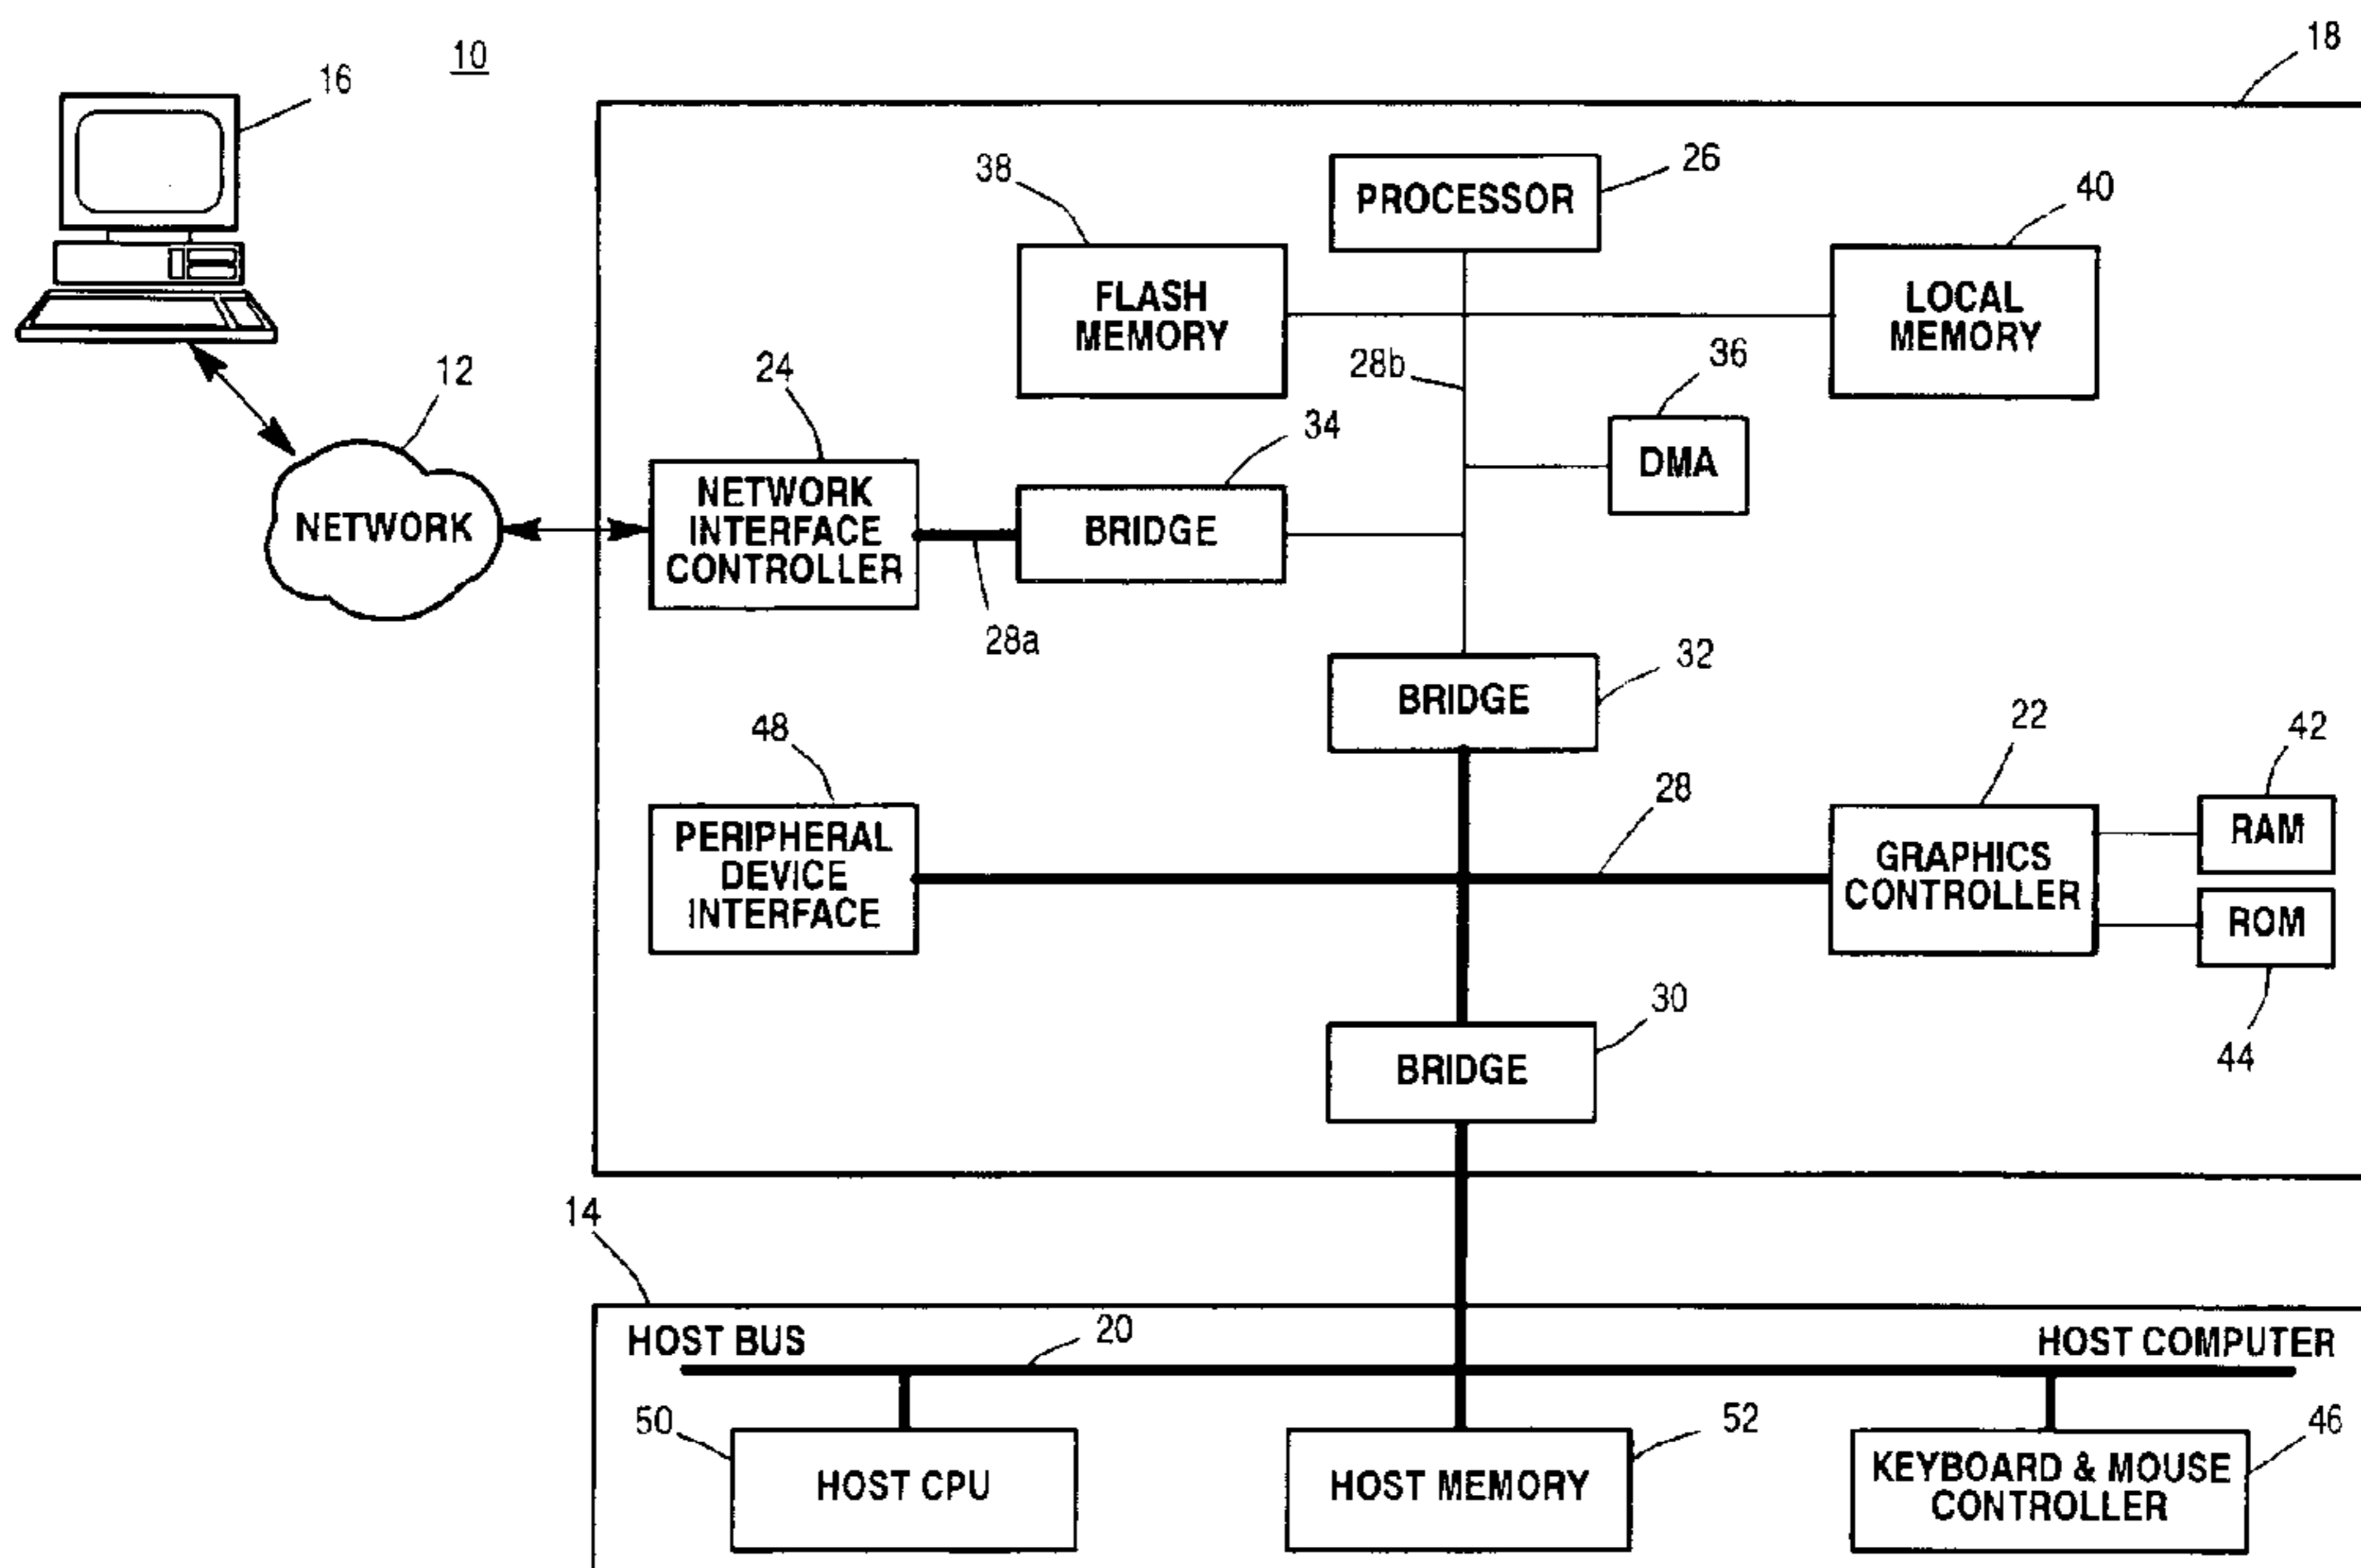 10
16
18
38
PROCESSOR
26
40
FLASH
MEMORY
LOCAL
MEMORY
12
24
28b
36
34
DMA
NETWORK
NETWORK
INTERFACE
CONTROLLER
BRIDGE
28a
32
BRIDGE
48
22
42
28
PERIPHERAL
DEVICE
INTERFACE
GRAPHICS
CONTROLLER
RAM
ROM
30
BRIDGE
44
14
HOST BUS
20
HOST COMPUTER
50
52
46
HOST CPU
HOST MEMORY
KEYBOARD & MOUSE
CONTROLLER